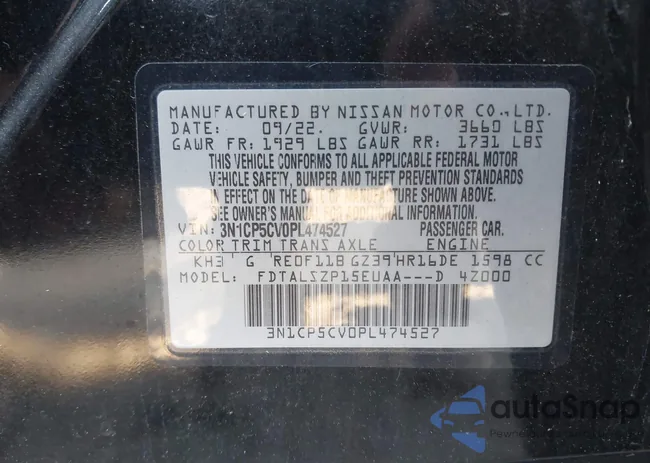 MANUFACTURED BY NISSAN MOTOR CO.,LTD.
DATE: 09/22. GVWR: 3660 LBS
GAWR FR: 1929 LBS GAWR RR: 1731 LBS
THIS VEHICLE CONFORMS TO ALL APPLICABLE FEDERAL MOTOR
VEHICLE SAFETY, BUMPER AND THEFT PREVENTION STANDARDS
IN EFFECT ON THE DATE OF MANUFACTURE SHOWN ABOVE.
SEE OWNER'S MANUAL FOR ADDITIONAL INFORMATION.
VIN: 3N1CP5CV0PL474527 PASSENGER CAR.
COLOR TRIM TRANS AXLE ENGINE
KH3 G RE0F11B GZ39 HR16DE 1598 CC
MODEL: FDTALSZP15EUAA---D 4Z000
3N1CP5CV0PL474527
autoSnap